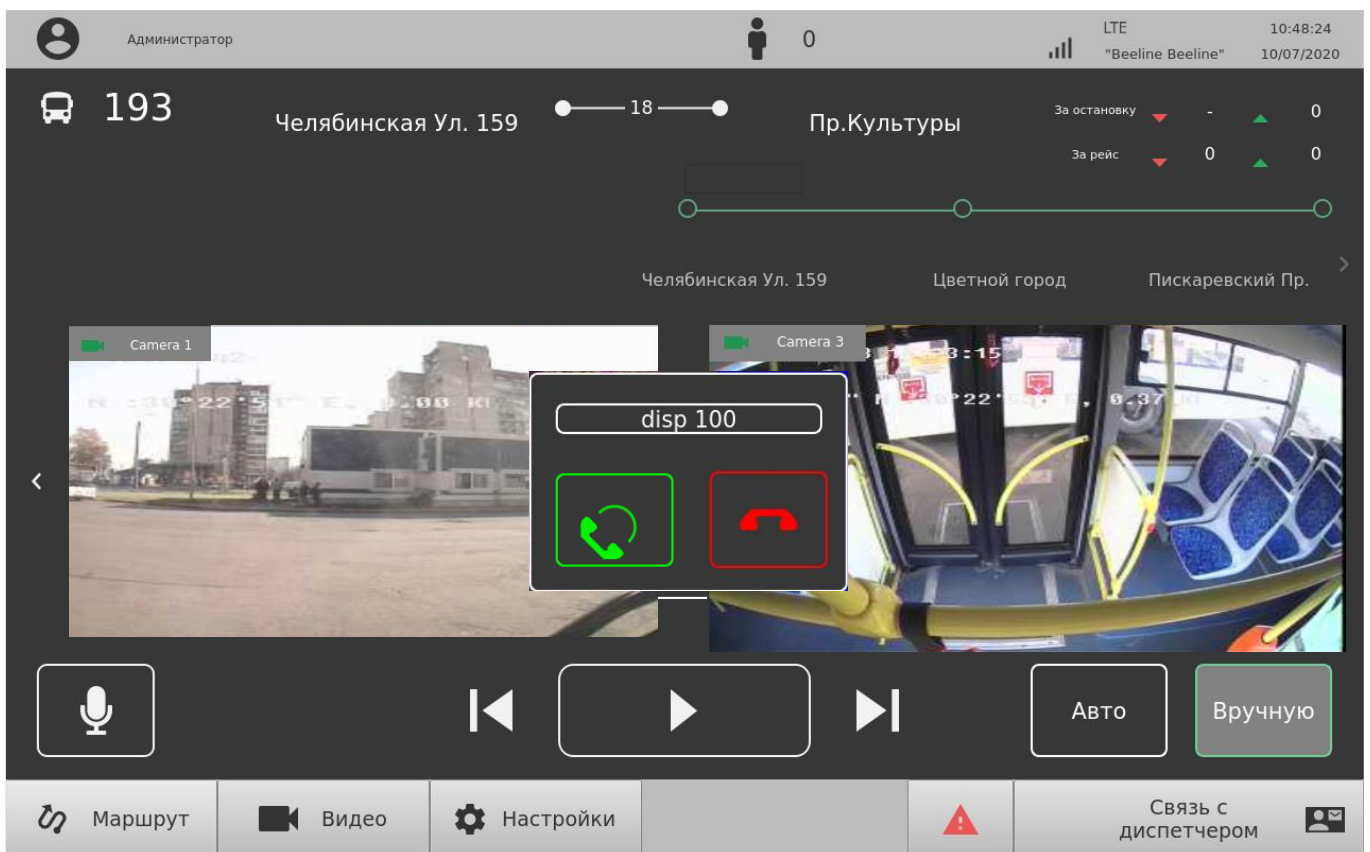 Администратор
0
LTE
"Beeline Beeline"
10:48:24
10/07/2020
193
Челябинская Ул. 159
18
Пр.Культуры
За остановку
-
0
За рейс
0
0
Челябинская Ул. 159
Цветной город
Пискаревский Пр.
Camera 1
Camera 3
disp 100
Авто
Вручную
Маршрут
Видео
Настройки
Связь с
диспетчером